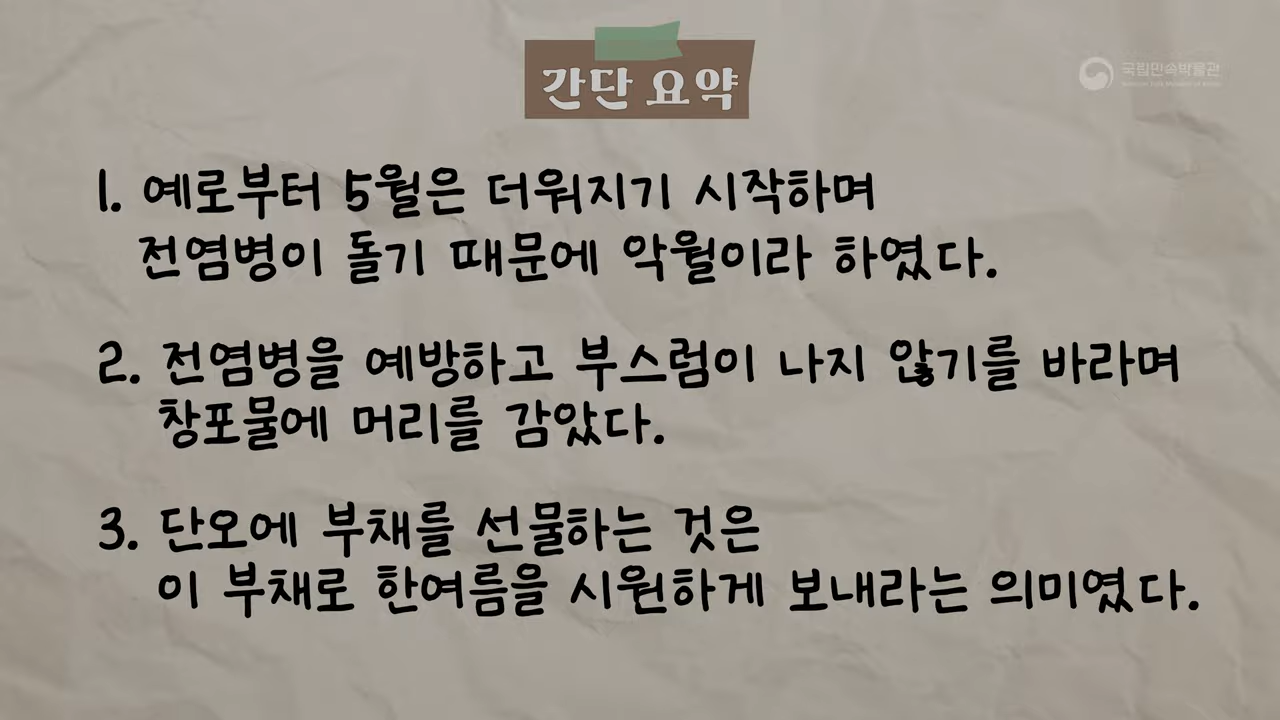 간단 요약
국립민속박물관
1. 예로부터 5월은 더워지기 시작하며
전염병이 돌기 때문에 악월이라 하였다.
2. 전염병을 예방하고 부스럼이 나지 않기를 바라며
창포물에 머리를 감았다.
3. 단오에 부채를 선물하는 것은
이 부채로 한여름을 시원하게 보내라는 의미였다.